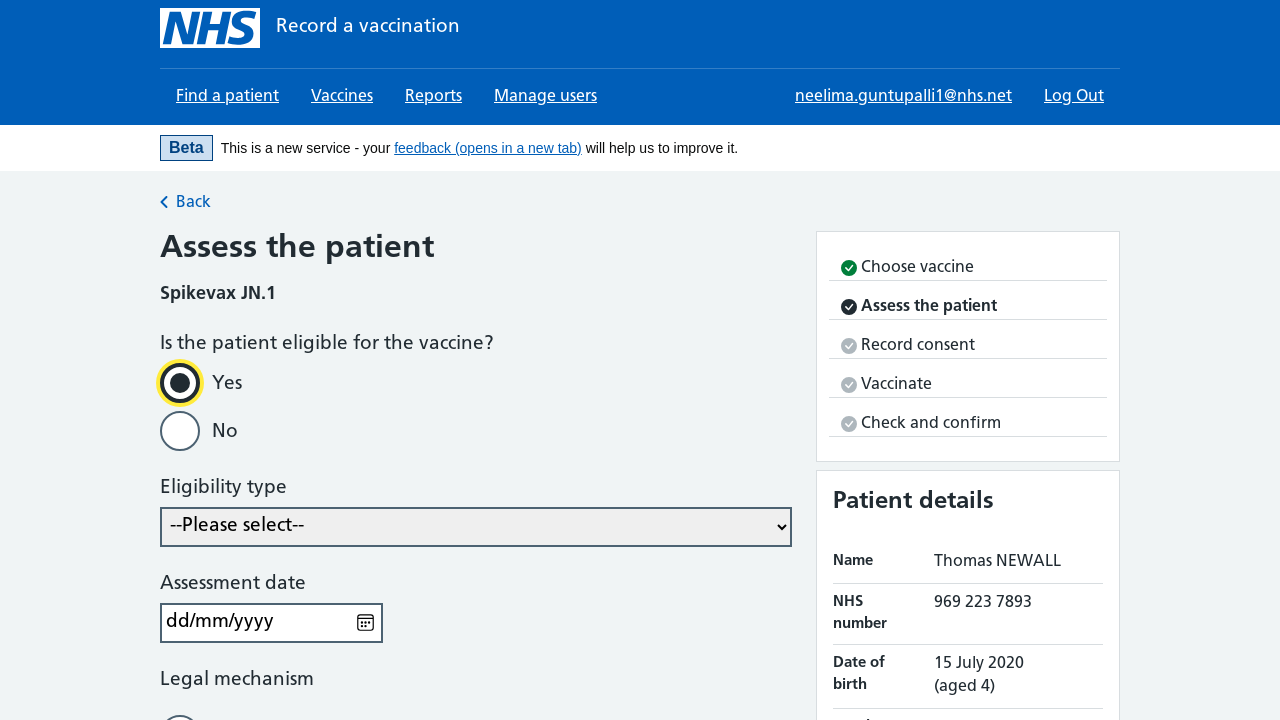 NHS Record a vaccination
Find a patient Vaccines Reports Manage users neelima.guntupalli1@nhs.net Log Out
Beta This is a new service - your feedback (opens in a new tab) will help us to improve it.
Back
Assess the patient
Spikevax JN.1
Is the patient eligible for the vaccine?
Yes
No
Eligibility type
--Please select--
Assessment date
dd/mm/yyyy
Legal mechanism
Choose vaccine
Assess the patient
Record consent
Vaccinate
Check and confirm
Patient details
Name Thomas NEWALL
NHS number 969 223 7893
Date of birth 15 July 2020
(aged 4)